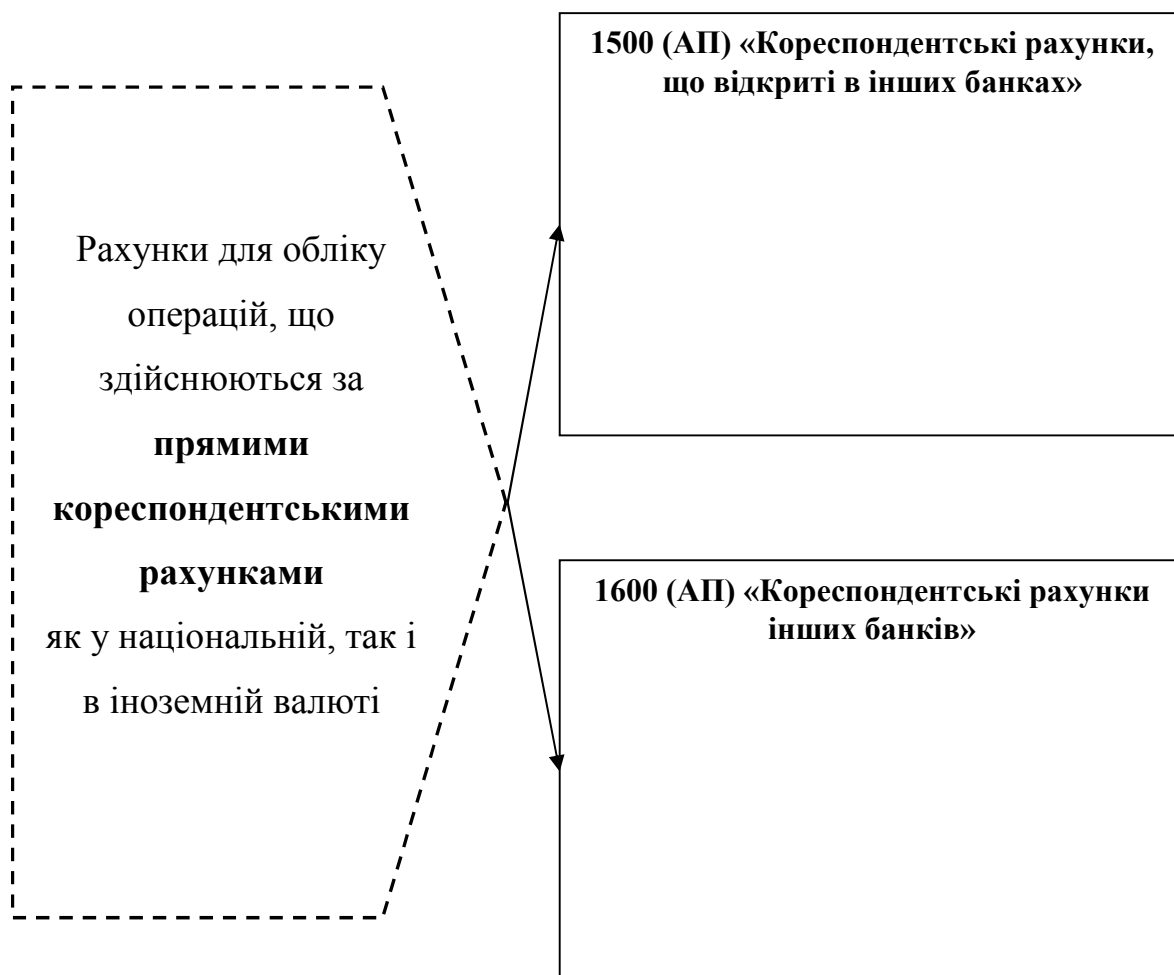 1500 (АП) «Кореспондентські рахунки,
що відкриті в інших банках»
Рахунки для обліку
операцій, що
здійснюються за
прямими
кореспондентськими
рахунками
як у національній, так і
в іноземній валюті
1600 (АП) «Кореспондентські рахунки
інших банків»